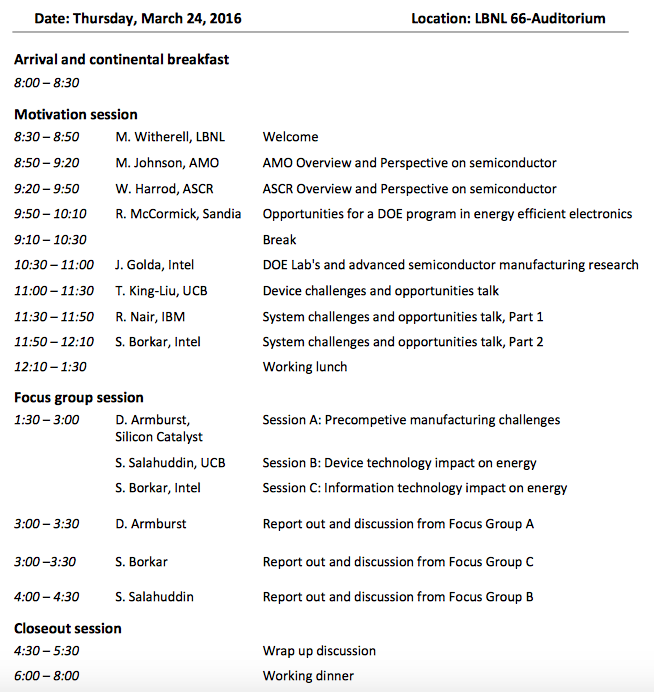 Date: Thursday, March 24, 2016 Location: LBNL 66-Auditorium
Arrival and continental breakfast
8:00 – 8:30
Motivation session
8:30 – 8:50 M. Witherell, LBNL Welcome
8:50 – 9:20 M. Johnson, AMO AMO Overview and Perspective on semiconductor
9:20 – 9:50 W. Harrod, ASCR ASCR Overview and Perspective on semiconductor
9:50 – 10:10 R. McCormick, Sandia Opportunities for a DOE program in energy efficient electronics
9:10 – 10:30 Break
10:30 – 11:00 J. Golda, Intel DOE Lab's and advanced semiconductor manufacturing research
11:00 – 11:30 T. King-Liu, UCB Device challenges and opportunities talk
11:30 – 11:50 R. Nair, IBM System challenges and opportunities talk, Part 1
11:50 – 12:10 S. Borkar, Intel System challenges and opportunities talk, Part 2
12:10 – 1:30 Working lunch
Focus group session
1:30 – 3:00 D. Armburst, Session A: Precompetive manufacturing challenges
Silicon Catalyst
S. Salahuddin, UCB Session B: Device technology impact on energy
S. Borkar, Intel Session C: Information technology impact on energy
3:00 – 3:30 D. Armburst Report out and discussion from Focus Group A
3:00 –3:30 S. Borkar Report out and discussion from Focus Group C
4:00 – 4:30 S. Salahuddin Report out and discussion from Focus Group B
Closeout session
4:30 – 5:30 Wrap up discussion
6:00 – 8:00 Working dinner